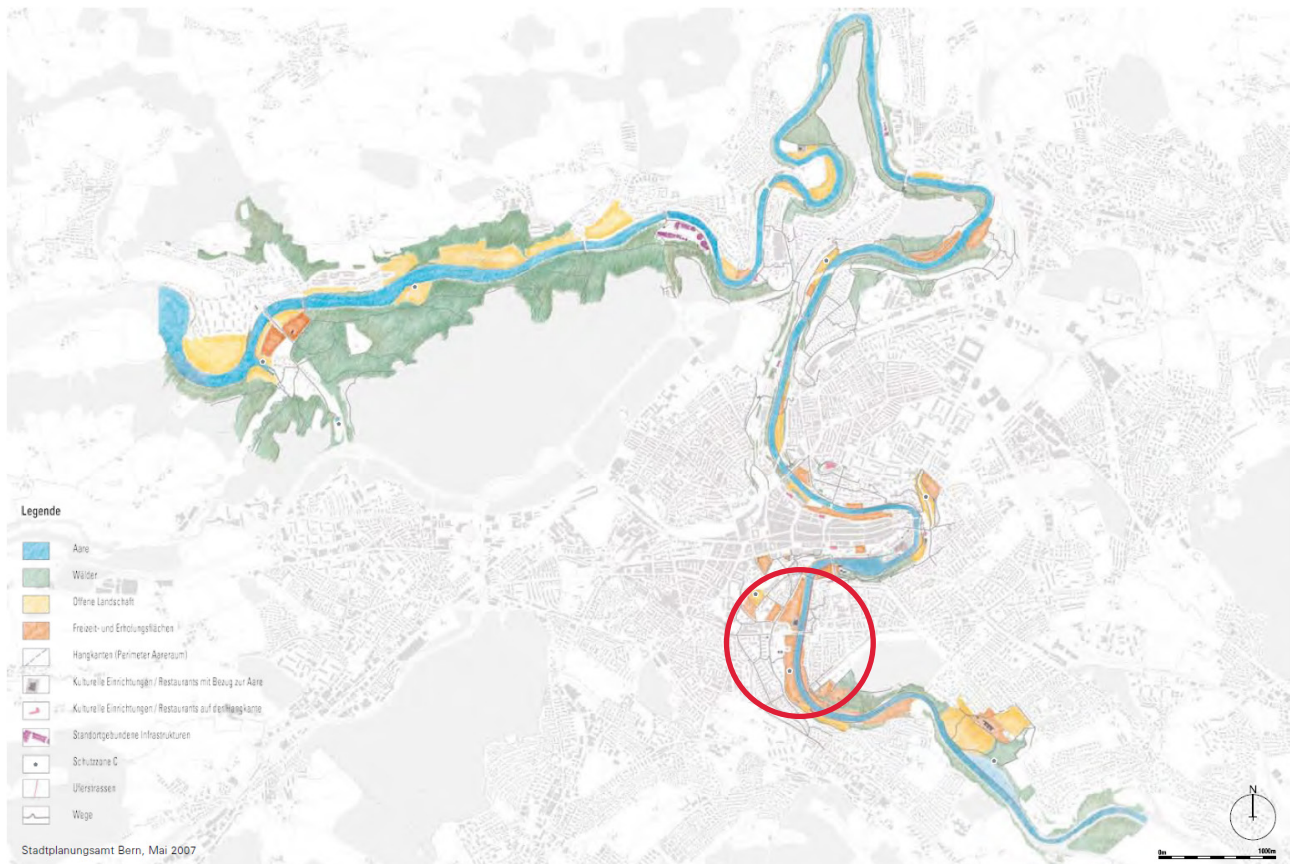 Legende
Aare
Wälder
Offene Landschaft
Freizeit- und Erholungsflächen
Hangkanten (Perimeter Aareraum)
Kulturelle Einrichtungen / Restaurants mit Bezug zur Aare
Kulturelle Einrichtungen / Restaurants auf der Hangkante
Standortgebundene Infrastrukturen
Schutzzone C
Uferstrassen
Wege
Stadtplanungsamt Bern, Mai 2007
N
0m 1000m